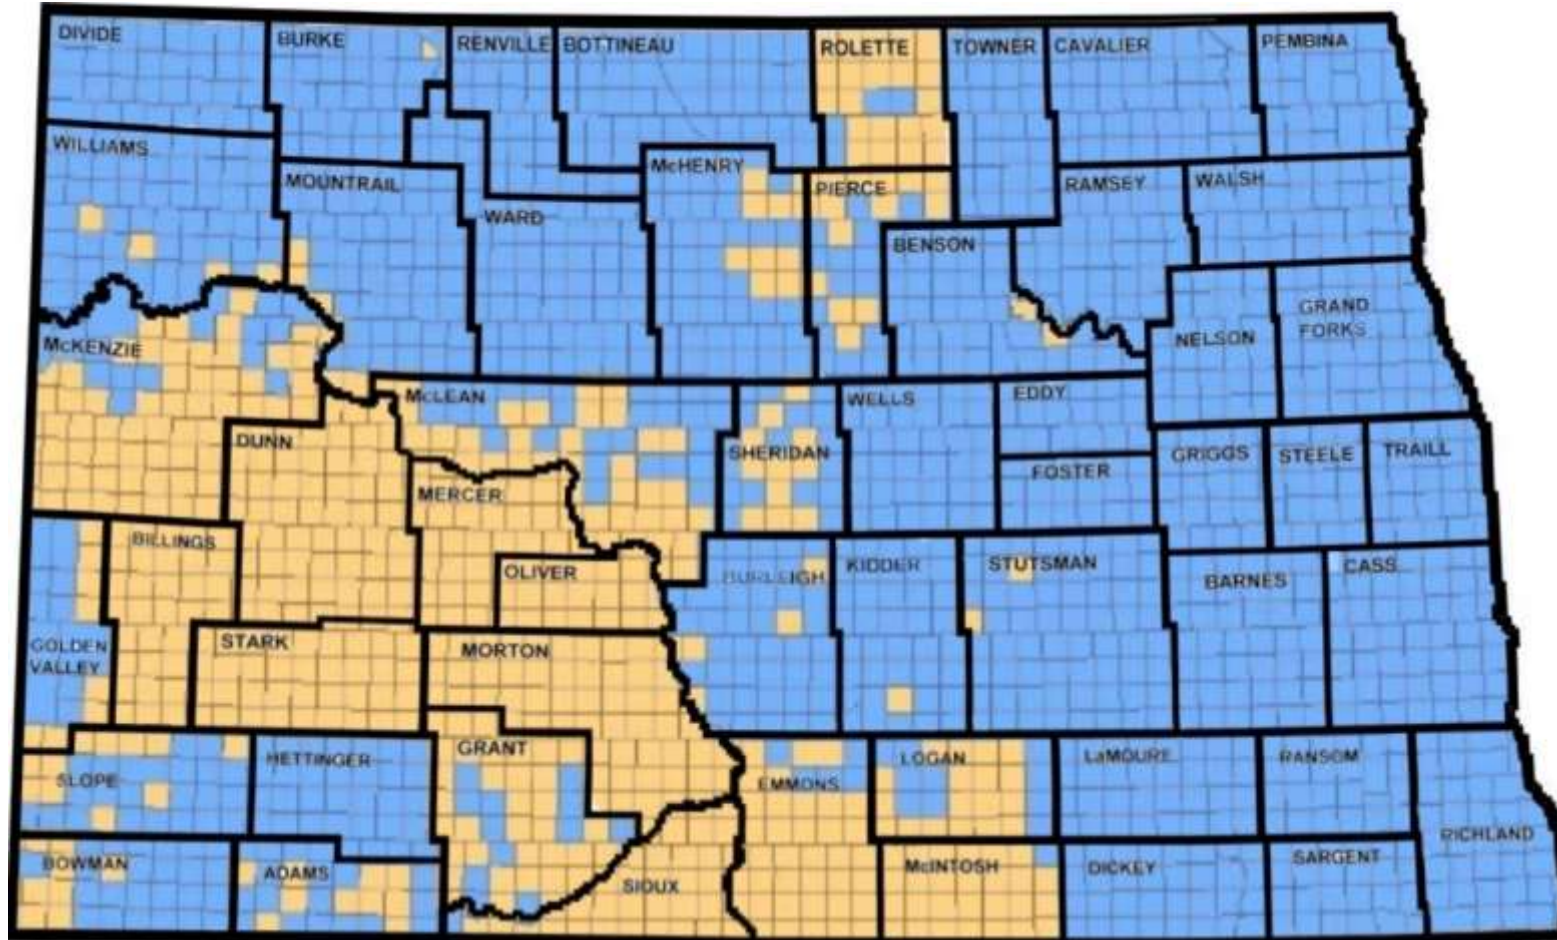 DIVIDE
BURKE
RENVILLE
BOTTINEAU
ROLETTE
TOWNER
CAVALIER
PEMBINA
WILLIAMS
MOUNTRAIL
WARD
McHENRY
PIERCE
BENSON
RAMSEY
WALSH
McKENZIE
NELSON
GRAND
FORKS
DUNN
McLEAN
SHERIDAN
WELLS
EDDY
FOSTER
GRIGGS
STEELE
TRAILL
MERCER
BILLINGS
OLIVER
BURLEIGH
KIDDER
STUTSMAN
BARNES
CASS
GOLDEN
VALLEY
STARK
MORTON
SLOPE
HETTINGER
GRANT
EMMONS
LOGAN
LaMOURE
RANSOM
RICHLAND
BOWMAN
ADAMS
SIOUX
McINTOSH
DICKEY
SARGENT